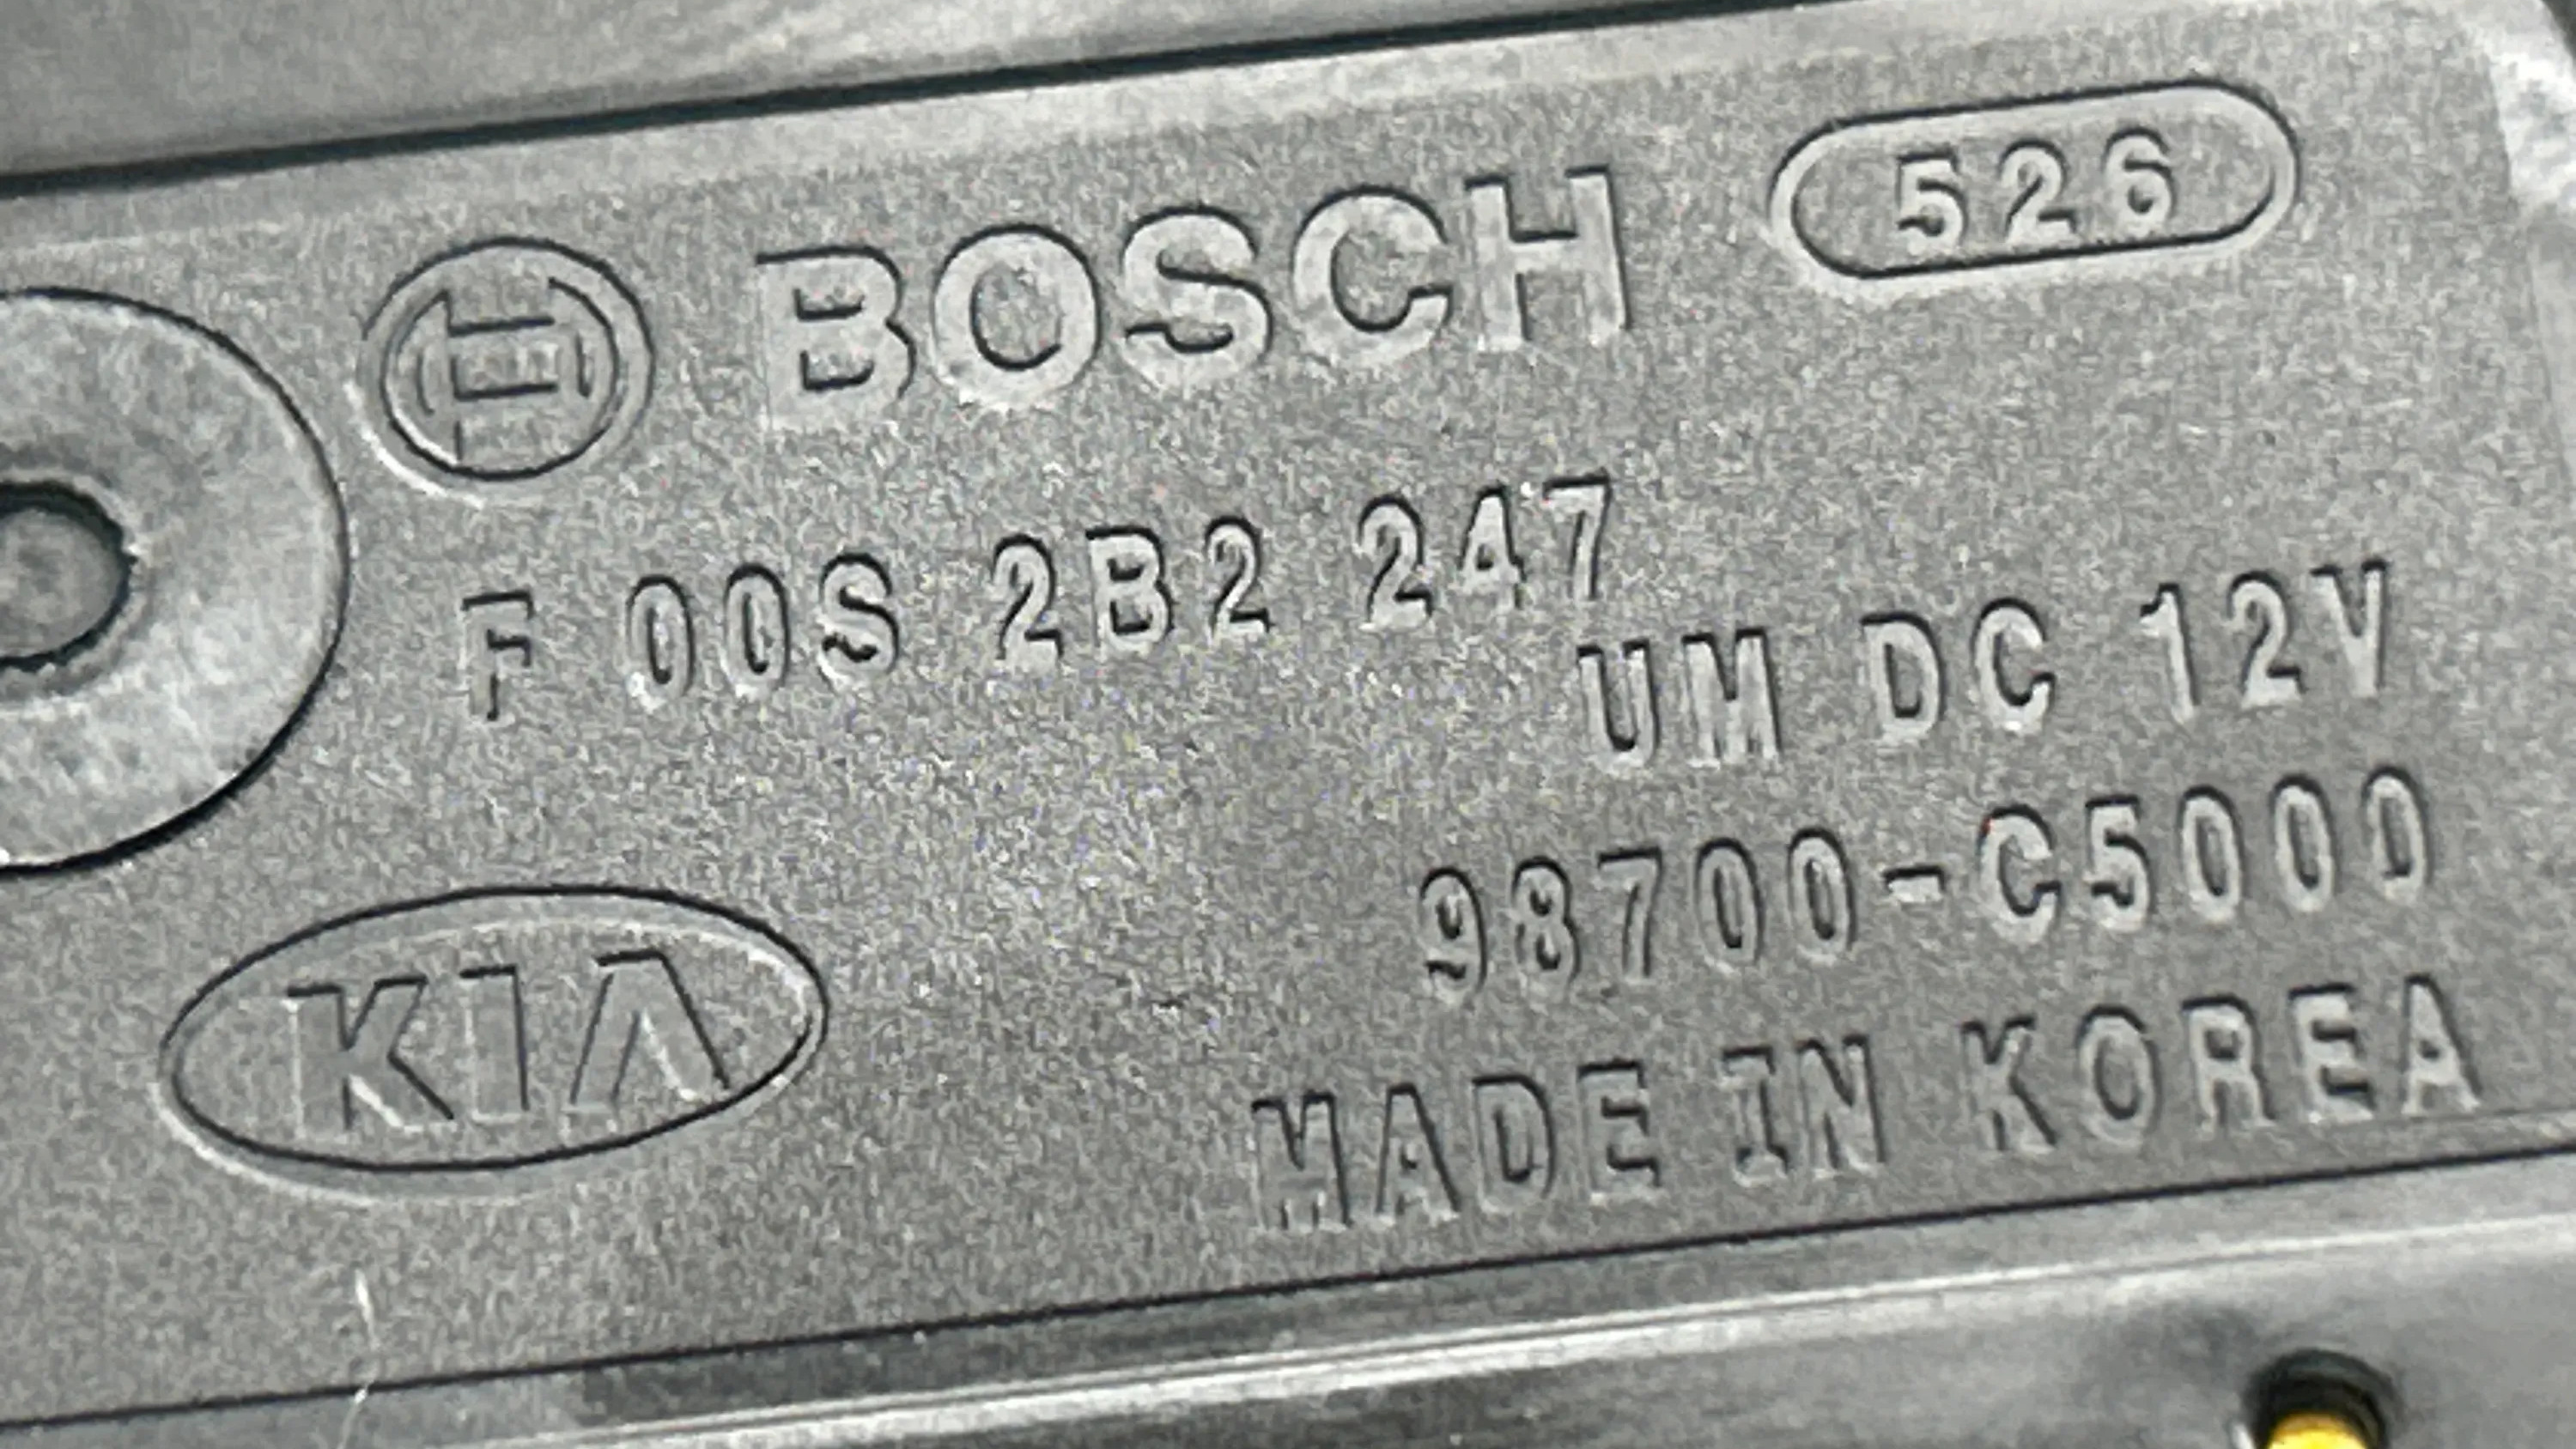 BOSCH 526
F 00S 2B2 247
UM DC 12V
98700-C5000
KIA
MADE IN KOREA